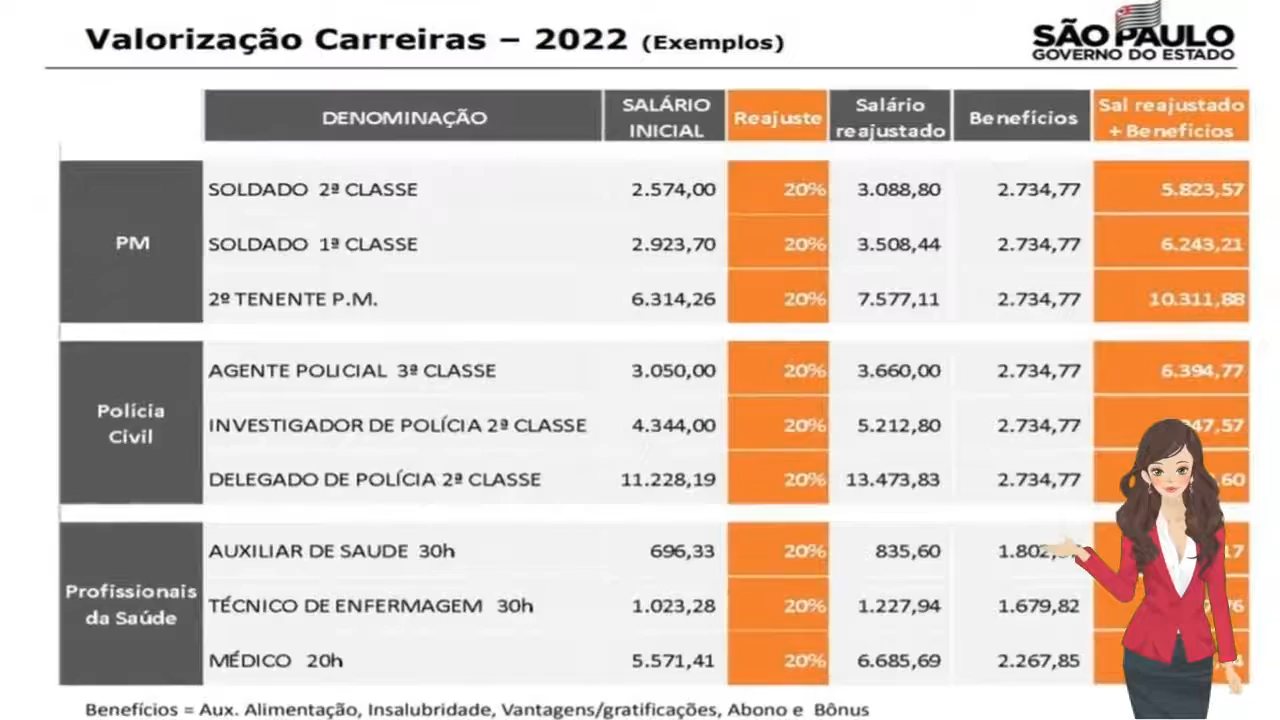 Valorização Carreiras – 2022 (Exemplos)
SÃO PAULO
GOVERNO DO ESTADO
DENOMINAÇÃO SALÁRIO INICIAL Reajuste Salário reajustado Benefícios Sal reajustado + Benefícios
PM
SOLDADO 2ª CLASSE 2.574,00 20% 3.088,80 2.734,77 5.823,57
SOLDADO 1ª CLASSE 2.923,70 20% 3.508,44 2.734,77 6.243,21
2º TENENTE P.M. 6.314,26 20% 7.577,11 2.734,77 10.311,88
Polícia Civil
AGENTE POLICIAL 3ª CLASSE 3.050,00 20% 3.660,00 2.734,77 6.394,77
INVESTIGADOR DE POLÍCIA 2ª CLASSE 4.344,00 20% 5.212,80 2.734,77
DELEGADO DE POLÍCIA 2ª CLASSE 11.228,19 20% 13.473,83 2.734,77
Profissionais da Saúde
AUXILIAR DE SAUDE 30h 696,33 20% 835,60
TÉCNICO DE ENFERMAGEM 30h 1.023,28 20% 1.227,94 1.679,82
MÉDICO 20h 5.571,41 20% 6.685,69 2.267,85
Benefícios = Aux. Alimentação, Insalubridade, Vantagens/gratificações, Abono e Bônus